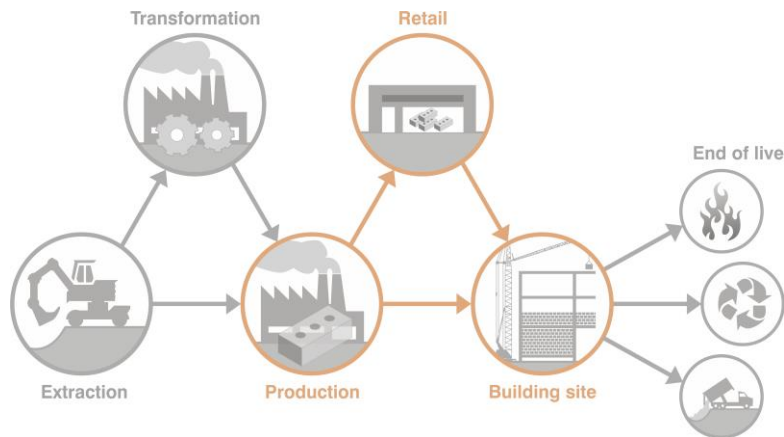 Transformation
Retail
End of live
Extraction
Production
Building site